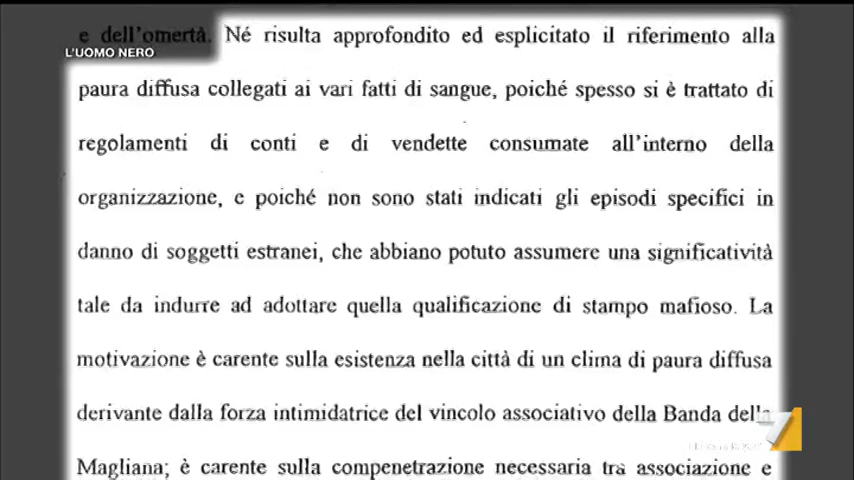 e dell'omertà. Né risulta approfondito ed esplicitato il riferimento alla
L'UOMO NERO
paura diffusa collegati ai vari fatti di sangue, poiché spesso si è trattato di
regolamenti di conti e di vendette consumate all'interno della
organizzazione, e poiché non sono stati indicati gli episodi specifici in
danno di soggetti estranei, che abbiano potuto assumere una significatività
tale da indurre ad adottare quella qualificazione di stampo mafioso. La
motivazione è carente sulla esistenza nella città di un clima di paura diffusa
derivante dalla forza intimidatrice del vincolo associativo della Banda della
7
Magliana; è carente sulla compenetrazione necessaria tra associazione e